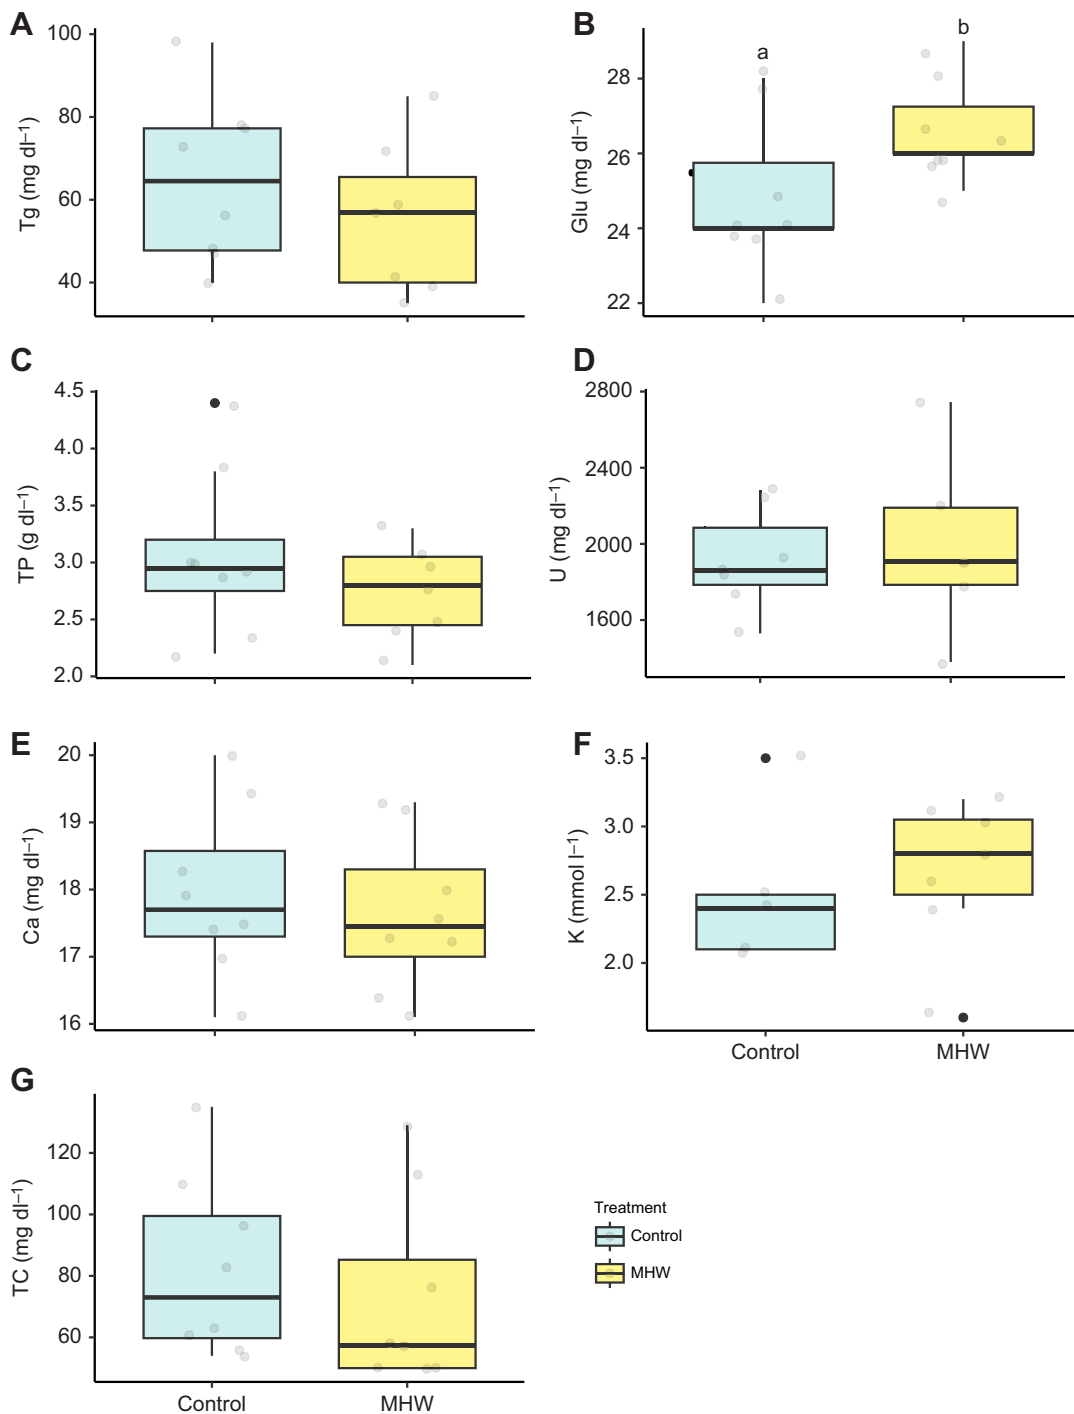 A
Tg (mg dl−1)
100
80
60
40
B
Glu (mg dl−1)
28
26
24
22
a
b
C
TP (g dl−1)
4.5
4.0
3.5
3.0
2.5
2.0
D
U (mg dl−1)
2800
2400
2000
1600
E
Ca (mg dl−1)
20
19
18
17
16
F
K (mmol l−1)
3.5
3.0
2.5
2.0
Control MHW
G
TC (mg dl−1)
120
100
80
60
Control MHW
Treatment
Control
MHW